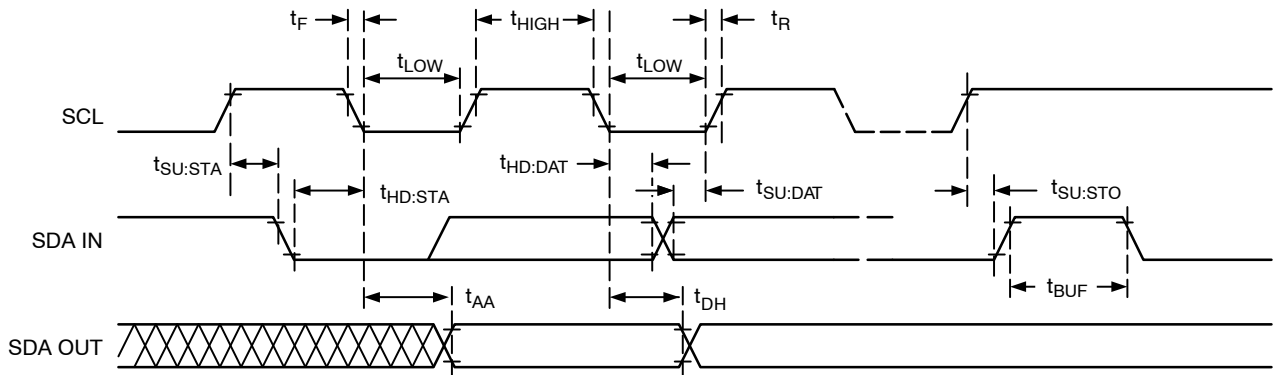 tF
tHIGH
tR
tLOW
tLOW
SCL
tSU:STA
tHD:STA
tHD:DAT
tSU:DAT
tSU:STO
SDA IN
tBUF
tAA
tDH
SDA OUT